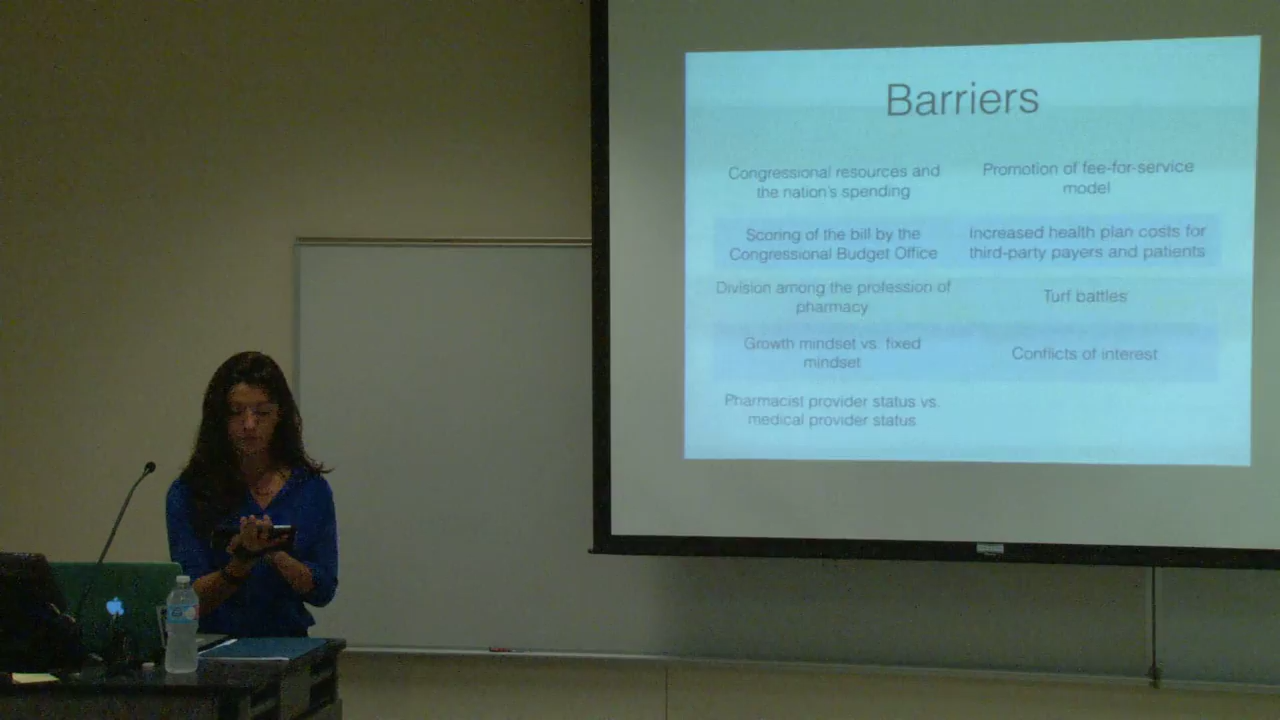 Barriers
Congressional resources and
the nation's spending
Promotion of fee-for-service
model
Scoring of the bill by the
Congressional Budget Office
Increased health plan costs for
third-party payers and patients
Division among the profession of
pharmacy
Turf battles
Growth mindset vs. fixed
mindset
Conflicts of interest
Pharmacist provider status vs.
medical provider status